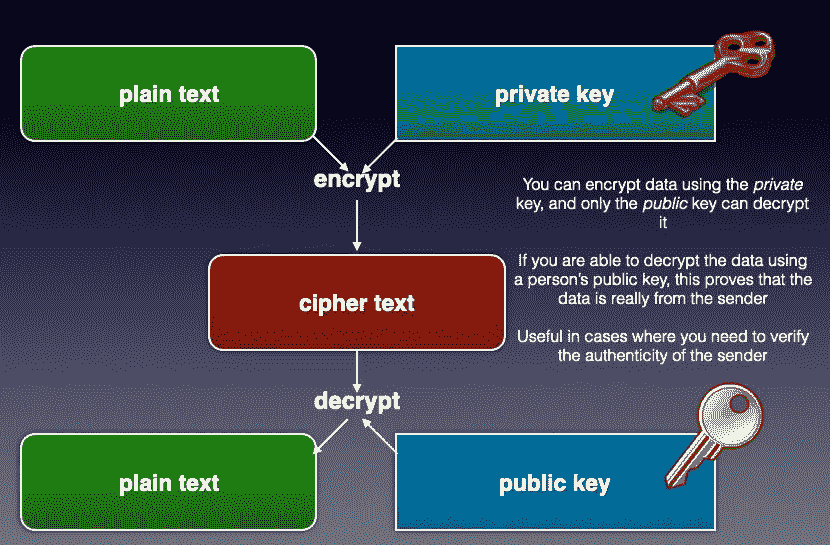 plain text
private key
encrypt
You can encrypt data using the private
key, and only the public key can decrypt
it
cipher text
If you are able to decrypt the data using
a person's public key, this proves that the
data is really from the sender
Useful in cases where you need to verify
the authenticity of the sender
decrypt
plain text
public key